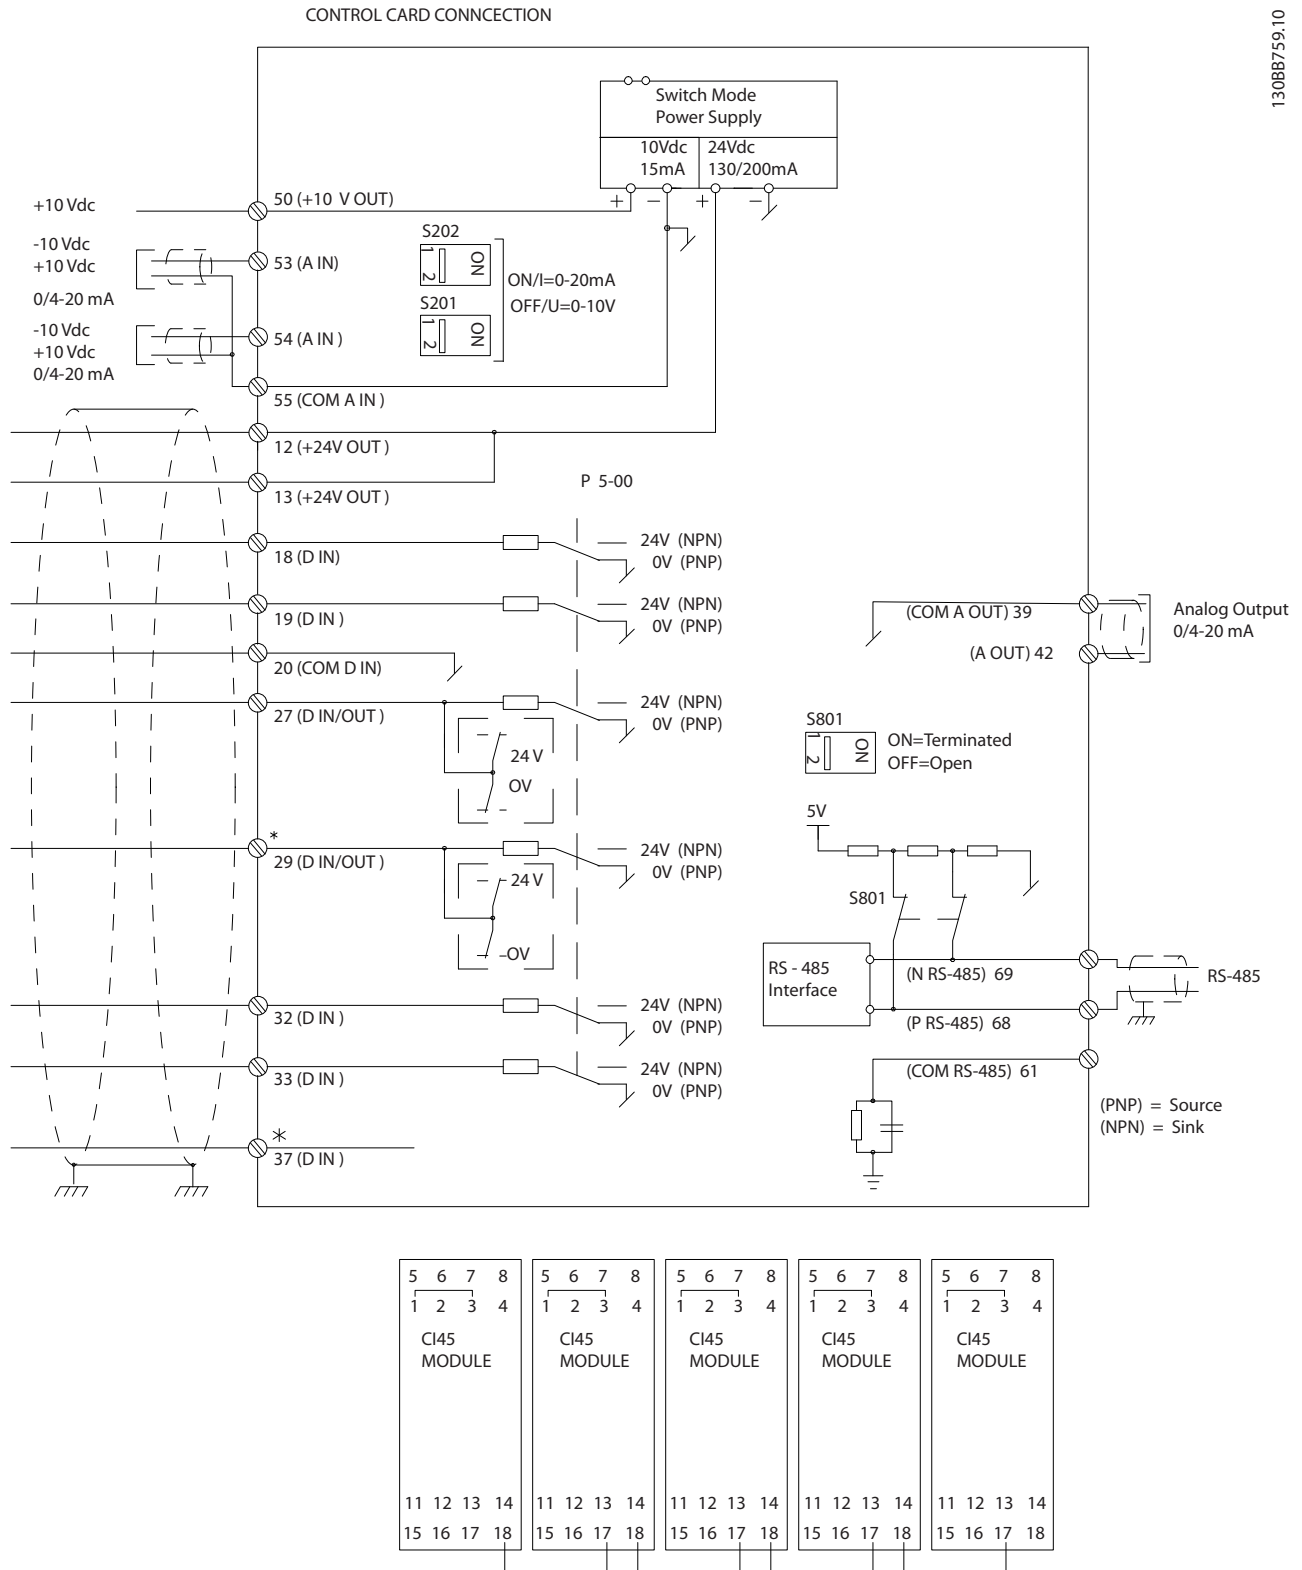 CONTROL CARD CONNCECTION
130BB759.10
Switch Mode
Power Supply
10Vdc
15mA
24Vdc
130/200mA
+ − + −
+10 Vdc
50 (+10 V OUT)
-10 Vdc
+10 Vdc
0/4-20 mA
53 (A IN)
S202
1 2 ON
ON/I=0-20mA
OFF/U=0-10V
S201
1 2 ON
-10 Vdc
+10 Vdc
0/4-20 mA
54 (A IN )
55 (COM A IN )
12 (+24V OUT )
13 (+24V OUT )
P 5-00
18 (D IN)
24V (NPN)
0V (PNP)
19 (D IN )
24V (NPN)
0V (PNP)
(COM A OUT) 39
Analog Output
0/4-20 mA
(A OUT) 42
20 (COM D IN)
27 (D IN/OUT )
24V (NPN)
0V (PNP)
24 V
OV
S801
1 2 ON
ON=Terminated
OFF=Open
5V
*
29 (D IN/OUT )
24V (NPN)
0V (PNP)
24 V
OV
S801
RS - 485
Interface
(N RS-485) 69
RS-485
(P RS-485) 68
32 (D IN )
24V (NPN)
0V (PNP)
33 (D IN )
24V (NPN)
0V (PNP)
(COM RS-485) 61
(PNP) = Source
(NPN) = Sink
*
37 (D IN )
5 6 7 8 5 6 7 8 5 6 7 8 5 6 7 8 5 6 7 8
1 2 3 4 1 2 3 4 1 2 3 4 1 2 3 4 1 2 3 4
CI45 CI45 CI45 CI45 CI45
MODULE MODULE MODULE MODULE MODULE
11 12 13 14 11 12 13 14 11 12 13 14 11 12 13 14 11 12 13 14
15 16 17 18 15 16 17 18 15 16 17 18 15 16 17 18 15 16 17 18